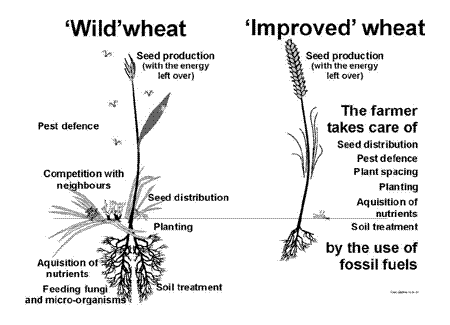 'Wild'wheat
Seed production
(with the energy
left over)
Pest defence
Competition with
neighbours
Seed distribution
Planting
Aquisition of
nutrients
Feeding fungi
and micro-organisms
Soil treatment
'Improved' wheat
Seed production
(with the energy
left over)
The farmer
takes care of
Seed distribution
Pest defence
Plant spacing
Planting
Aquisition of
nutrients
Soil treatment
by the use of
fossil fuels